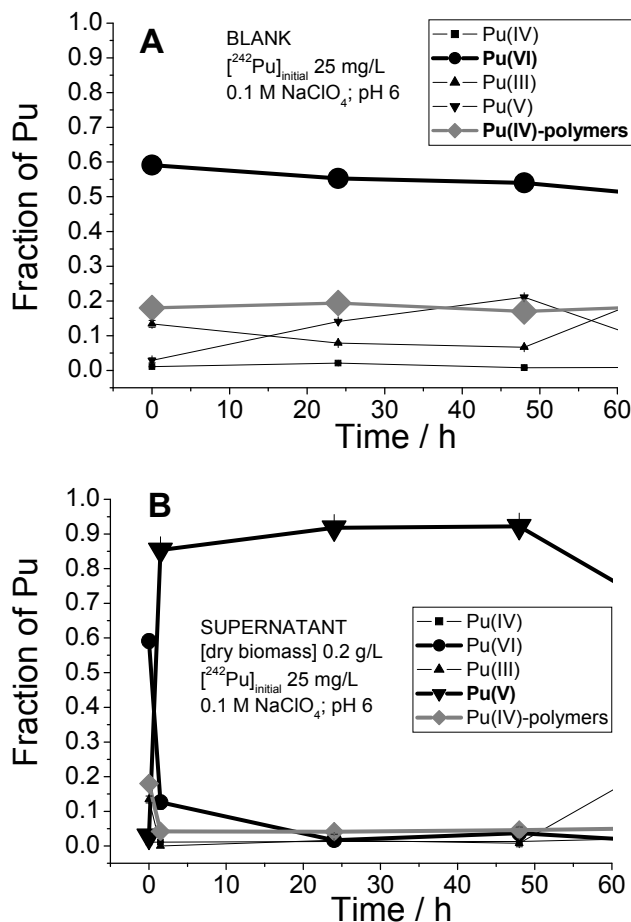 A
BLANK
[²⁴²Pu]initial 25 mg/L
0.1 M NaClO₄; pH 6
Pu(IV)
Pu(VI)
Pu(III)
Pu(V)
Pu(IV)-polymers
Fraction of Pu
1.0
0.9
0.8
0.7
0.6
0.5
0.4
0.3
0.2
0.1
0.0
0 10 20 30 40 50 60
Time / h
B
SUPERNATANT
[dry biomass] 0.2 g/L
[²⁴²Pu]initial 25 mg/L
0.1 M NaClO₄; pH 6
Pu(IV)
Pu(VI)
Pu(III)
Pu(V)
Pu(IV)-polymers
Fraction of Pu
1.0
0.9
0.8
0.7
0.6
0.5
0.4
0.3
0.2
0.1
0.0
0 10 20 30 40 50 60
Time / h